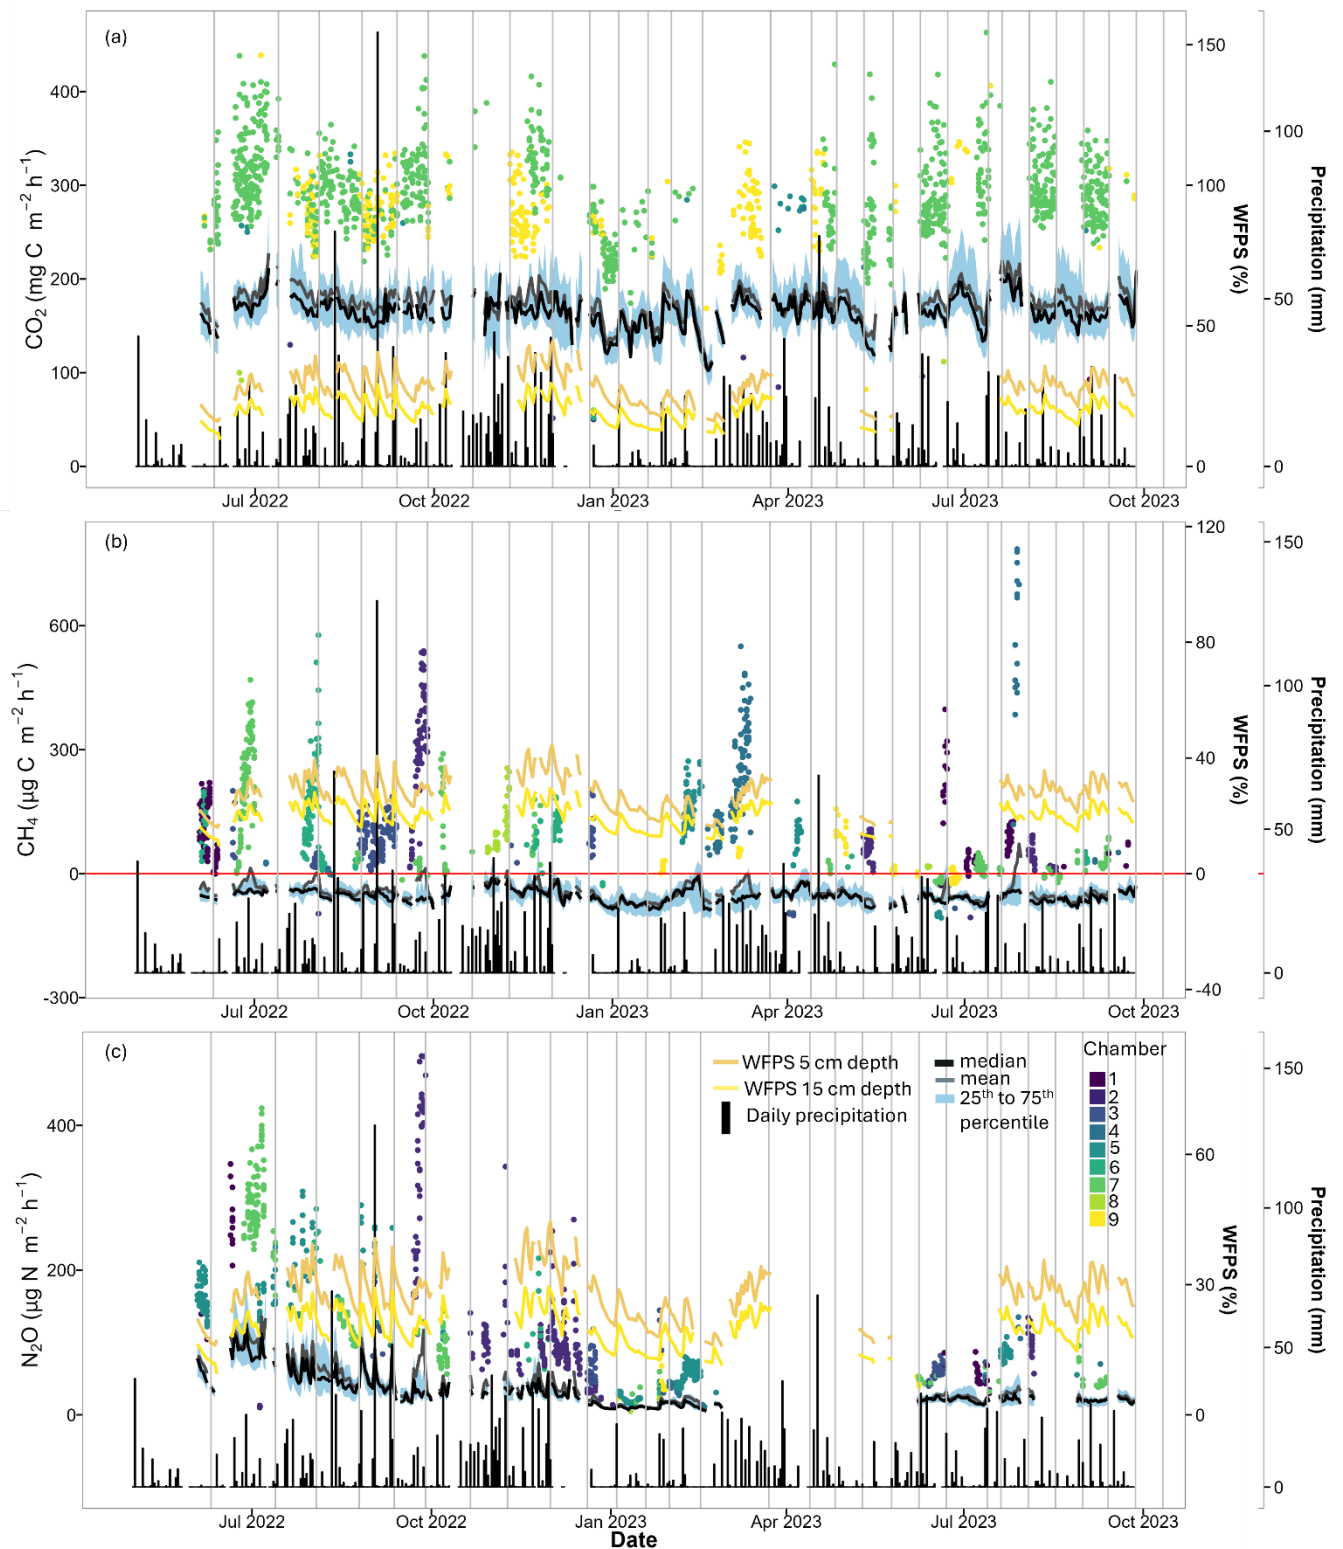 (a)
400
300
200
100
0
CO₂ (mg C m⁻² h⁻¹)
150
100
50
0
WFPS (%)
100
50
0
Precipitation (mm)
Jul 2022
Oct 2022
Jan 2023
Apr 2023
Jul 2023
Oct 2023
(b)
600
300
0
-300
CH₄ (µg C m⁻² h⁻¹)
120
80
40
0
-40
WFPS (%)
150
100
50
0
Precipitation (mm)
Jul 2022
Oct 2022
Jan 2023
Apr 2023
Jul 2023
Oct 2023
(c)
400
200
0
N₂O (µg N m⁻² h⁻¹)
WFPS 5 cm depth
WFPS 15 cm depth
Daily precipitation
median
mean
25th to 75th
percentile
Chamber
1
2
3
4
5
6
7
8
9
60
30
0
WFPS (%)
150
100
50
0
Precipitation (mm)
Jul 2022
Oct 2022
Jan 2023
Apr 2023
Jul 2023
Oct 2023
Date